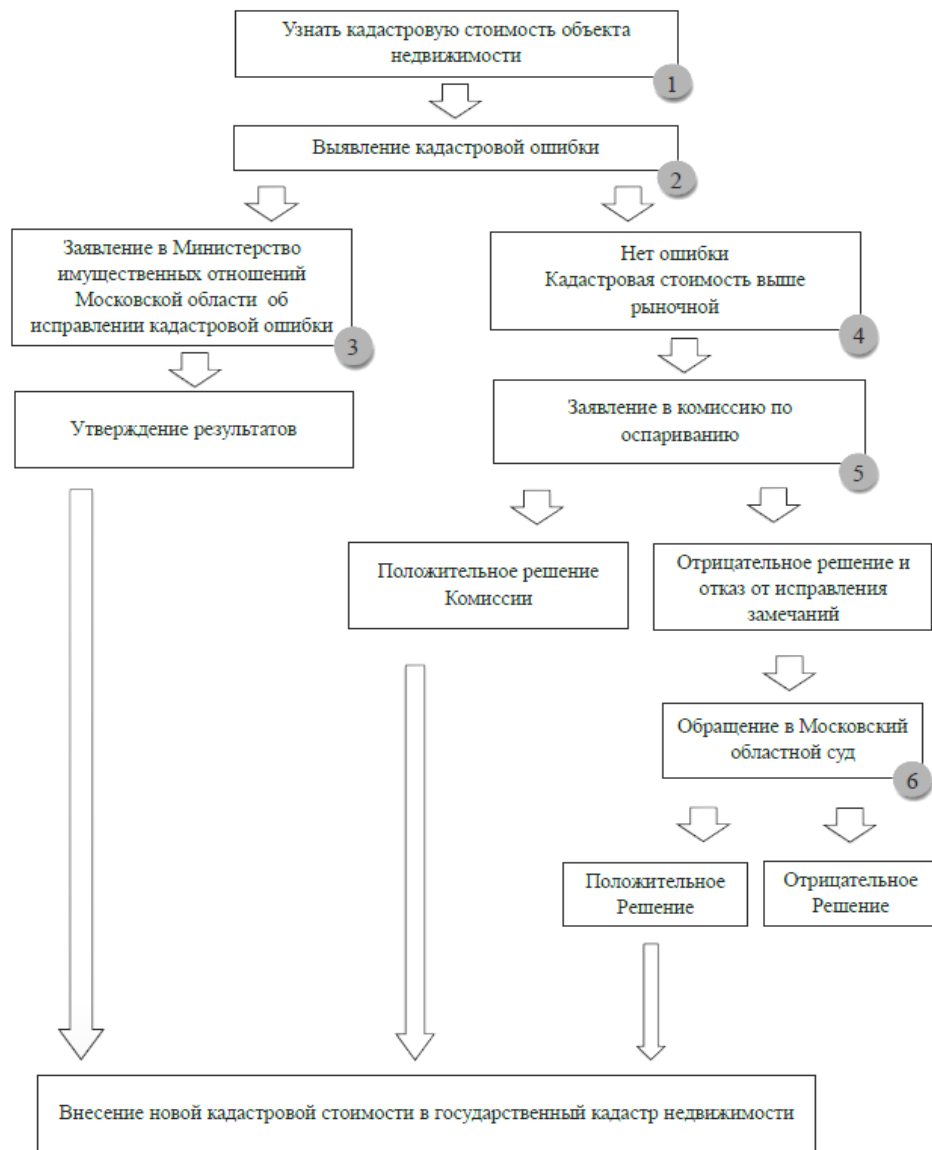 Узнать кадастровую стоимость объекта
недвижимости
1
Выявление кадастровой ошибки
2
Заявление в Министерство
имущественных отношений
Московской области об
исправлении кадастровой ошибки
3
Нет ошибки
Кадастровая стоимость выше
рыночной
4
Утверждение результатов
Заявление в комиссию по
оспариванию
5
Положительное решение
Комиссии
Отрицательное решение и
отказ от исправления
замечаний
Обращение в Московский
областной суд
6
Положительное
Решение
Отрицательное
Решение
Внесение новой кадастровой стоимости в государственный кадастр недвижимости